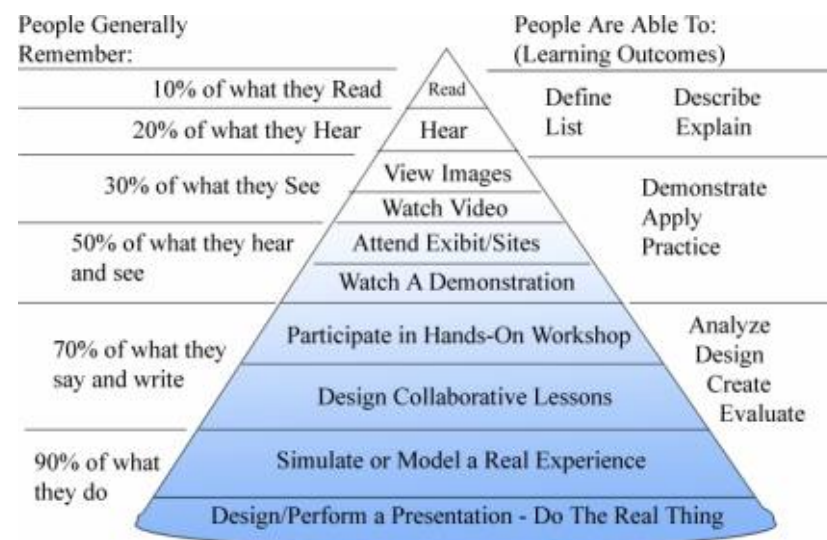 People Generally
Remember:
People Are Able To:
(Learning Outcomes)
10% of what they Read
Read
Define
Describe
20% of what they Hear
Hear
List
Explain
30% of what they See
View Images
Watch Video
Demonstrate
Apply
Practice
50% of what they hear
and see
Attend Exibit/Sites
Watch A Demonstration
70% of what they
say and write
Participate in Hands-On Workshop
Design Collaborative Lessons
Analyze
Design
Create
Evaluate
90% of what
they do
Simulate or Model a Real Experience
Design/Perform a Presentation - Do The Real Thing